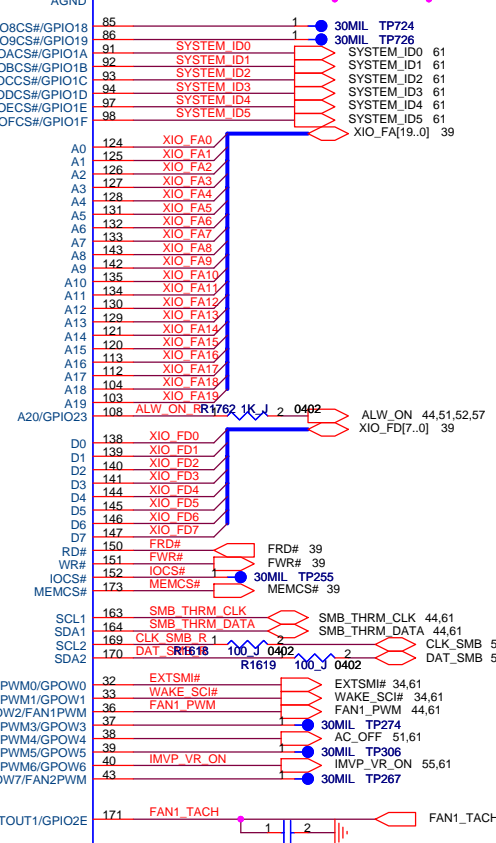 AGND
O8CS#/GPIO18 85 1 30MIL TP724
O9CS#/GPIO19 86 1 30MIL TP726
OACS#/GPIO1A 91 SYSTEM_ID0 SYSTEM_ID0 61
OBCS#/GPIO1B 92 SYSTEM_ID1 SYSTEM_ID1 61
OCCS#/GPIO1C 93 SYSTEM_ID2 SYSTEM_ID2 61
ODCS#/GPIO1D 94 SYSTEM_ID3 SYSTEM_ID3 61
OECS#/GPIO1E 97 SYSTEM_ID4 SYSTEM_ID4 61
OFCS#/GPIO1F 98 SYSTEM_ID5 SYSTEM_ID5 61
XIO_FA[19..0] 39
A0 124 XIO_FA0
A1 125 XIO_FA1
A2 126 XIO_FA2
A3 127 XIO_FA3
A4 128 XIO_FA4
A5 131 XIO_FA5
A6 132 XIO_FA6
A7 133 XIO_FA7
A8 143 XIO_FA8
A9 142 XIO_FA9
A10 135 XIO_FA10
A11 134 XIO_FA11
A12 130 XIO_FA12
A13 129 XIO_FA13
A14 121 XIO_FA14
A15 120 XIO_FA15
A16 113 XIO_FA16
A17 112 XIO_FA17
A18 104 XIO_FA18
A19 103 XIO_FA19
A20/GPIO23 108 ALW_ON_R R1762 1 1K_J 2 0402 ALW_ON 44,51,52,57
XIO_FD[7..0] 39
D0 138 XIO_FD0
D1 139 XIO_FD1
D2 140 XIO_FD2
D3 141 XIO_FD3
D4 144 XIO_FD4
D5 145 XIO_FD5
D6 146 XIO_FD6
D7 147 XIO_FD7
RD# 150 FRD# FRD# 39
WR# 151 FWR# FWR# 39
IOCS# 152 IOCS# 1 30MIL TP255
MEMCS# 173 MEMCS# MEMCS# 39
SCL1 163 SMB_THRM_CLK SMB_THRM_CLK 44,61
SDA1 164 SMB_THRM_DATA SMB_THRM_DATA 44,61
SCL2 169 CLK_SMB_R 1 2 CLK_SMB 5
SDA2 170 DAT_SMB_R R1618 100_J 0402 1 2 DAT_SMB 5
R1619 100_J 0402
PWM0/GPOW0 32 EXTSMI# EXTSMI# 34,61
PWM1/GPOW1 33 WAKE_SCI# WAKE_SCI# 34,61
OW2/FAN1PWM 36 FAN1_PWM FAN1_PWM 44,61
PWM3/GPOW3 37 1 30MIL TP274
PWM4/GPOW4 38 AC_OFF 51,61
PWM5/GPOW5 39 1 30MIL TP306
PWM6/GPOW6 40 IMVP_VR_ON IMVP_VR_ON 55,61
OW7/FAN2PWM 43 1 30MIL TP267
TOUT1/GPIO2E 171 FAN1_TACH FAN1_TACH
1 2